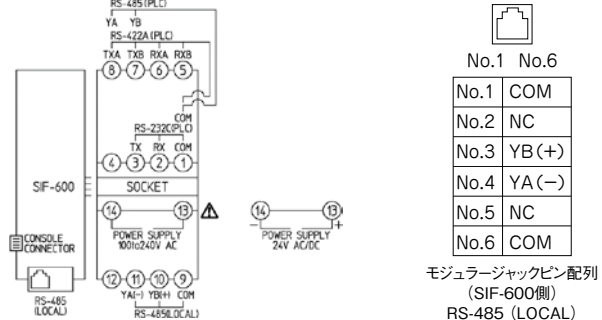 RS-485(PLC)
YA YB
RS-422A(PLC)
TXA TXB RXA RXB
8 7 6 5
COM
RS-232C(PLC)
TX RX COM
4 3 2 1
SIF-600
SOCKET
14 13
POWER SUPPLY
100to240V AC
CONSOLE
CONNECTOR
12 11 10 9
YA(-) YB(+) COM
RS-485(LOCAL)
RS-485
(LOCAL)
14 13
- +
POWER SUPPLY
24V AC/DC
No.1 No.6
No.1 COM
No.2 NC
No.3 YB(+)
No.4 YA(−)
No.5 NC
No.6 COM
モジュラージャックピン配列
(SIF-600側)
RS-485 (LOCAL)